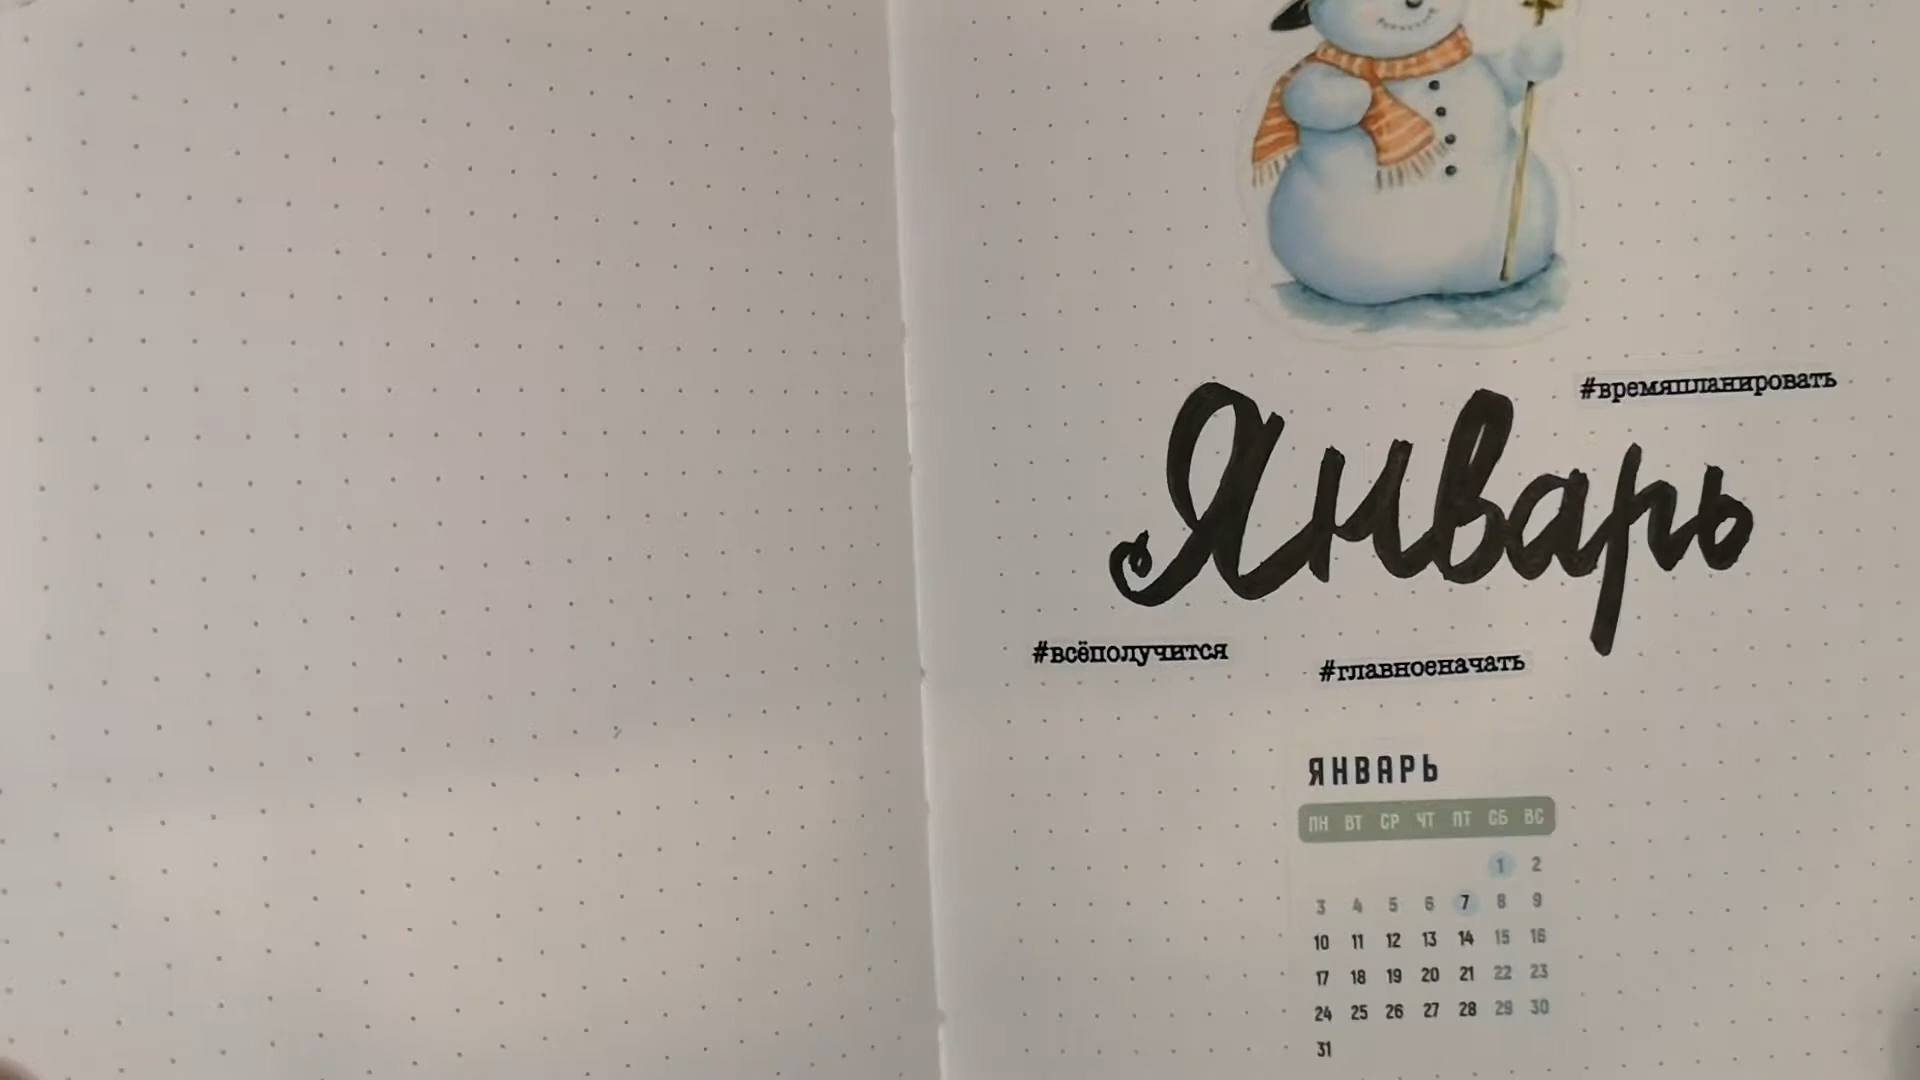 #времяпланировать
Январь
#всёполучится
#главноеначать
ЯНВАРЬ
ПН ВТ СР ЧТ ПТ СБ ВС
1 2
3 4 5 6 7 8 9
10 11 12 13 14 15 16
17 18 19 20 21 22 23
24 25 26 27 28 29 30
31